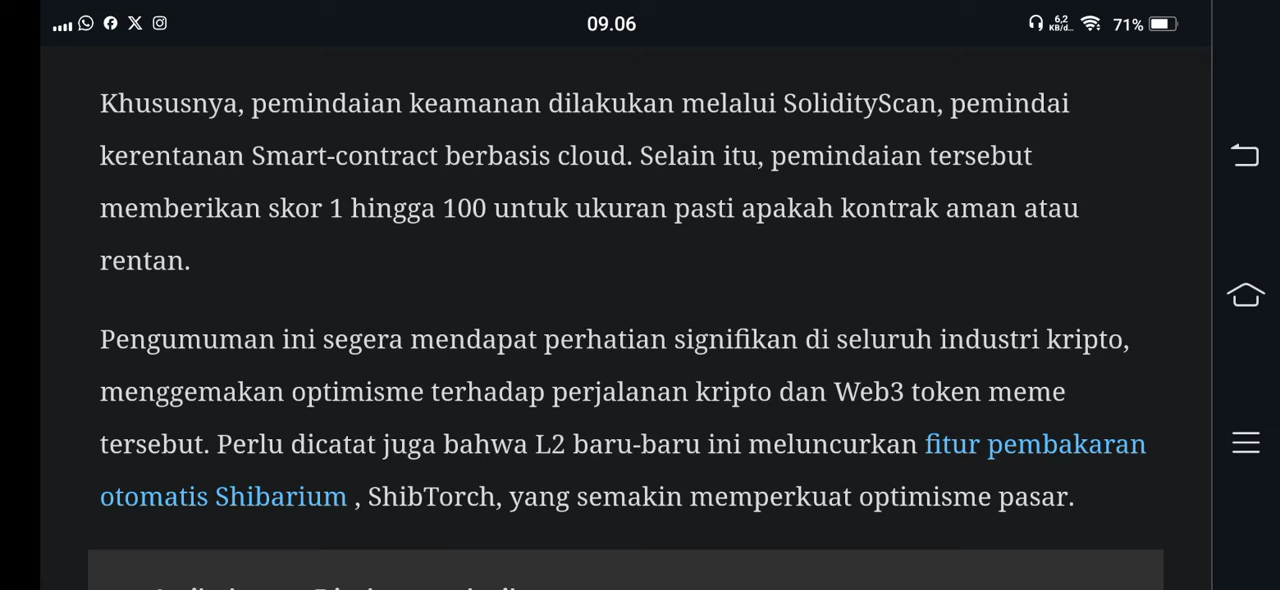 09.06
6,2
KB/d...
71%
Khususnya, pemindaian keamanan dilakukan melalui SolidityScan, pemindai
kerentanan Smart-contract berbasis cloud. Selain itu, pemindaian tersebut
memberikan skor 1 hingga 100 untuk ukuran pasti apakah kontrak aman atau
rentan.
Pengumuman ini segera mendapat perhatian signifikan di seluruh industri kripto,
menggemakan optimisme terhadap perjalanan kripto dan Web3 token meme
tersebut. Perlu dicatat juga bahwa L2 baru-baru ini meluncurkan fitur pembakaran
otomatis Shibarium , ShibTorch, yang semakin memperkuat optimisme pasar.